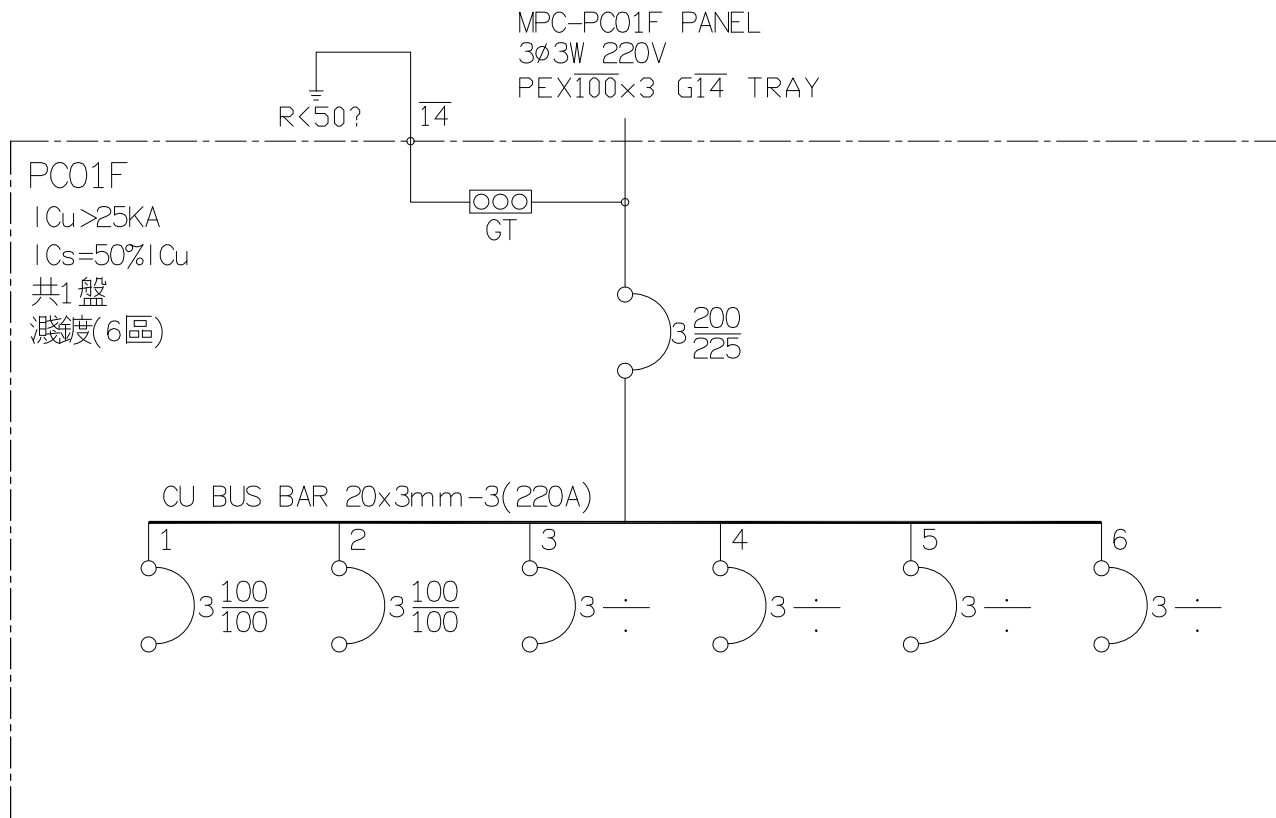 MPC-PC01F PANEL
3ø3W 220V
PEX100x3 G14 TRAY
R<50?
14
PC01F
ICu>25KA
ICs=50%ICu
共1盤
濺鍍(6區)
GT
3 200
225
CU BUS BAR 20x3mm-3(220A)
1 2 3 4 5 6
3 100 3 100 3 · 3 · 3 · 3 ·
100 100 · · · ·